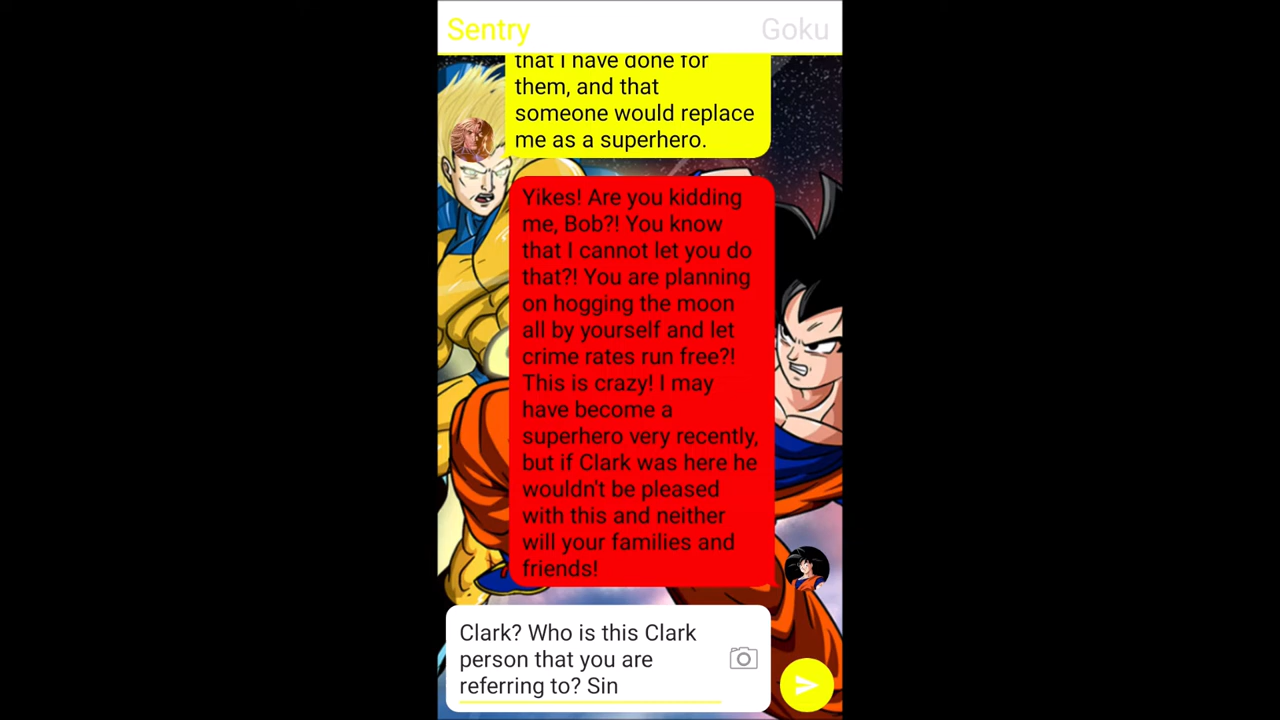 Sentry
Goku
that I have done for
them, and that
someone would replace
me as a superhero.
Yikes! Are you kidding
me, Bob?! You know
that I cannot let you do
that?! You are planning
on hogging the moon
all by yourself and let
crime rates run free?!
This is crazy! I may
have become a
superhero very recently,
but if Clark was here he
wouldn't be pleased
with this and neither
will your families and
friends!
Clark? Who is this Clark
person that you are
referring to? Sin